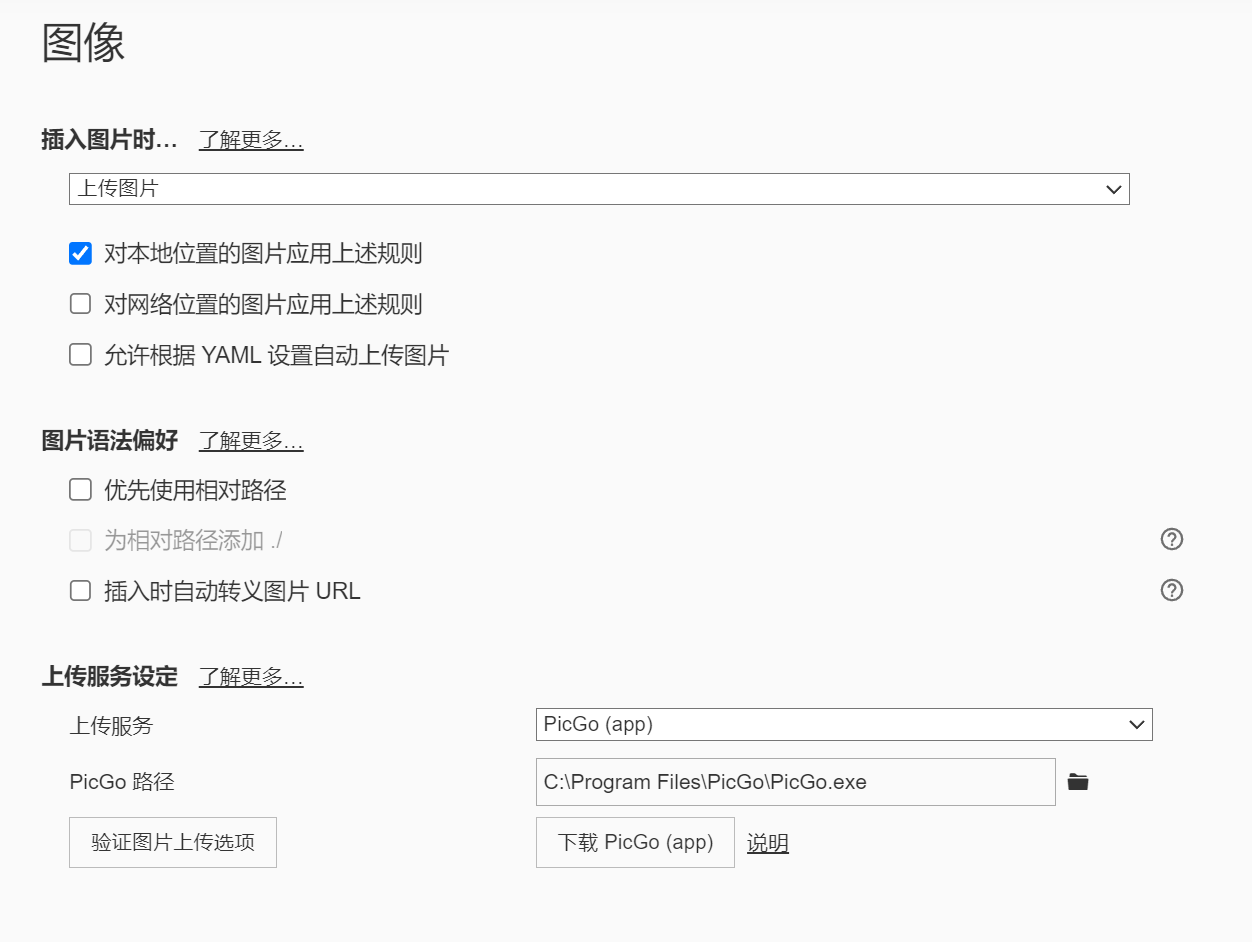 图像
插入图片时… 了解更多…
上传图片
对本地位置的图片应用上述规则
对网络位置的图片应用上述规则
允许根据 YAML 设置自动上传图片
图片语法偏好 了解更多…
优先使用相对路径
为相对路径添加 ./
插入时自动转义图片 URL
上传服务设定 了解更多…
上传服务 PicGo (app)
PicGo 路径 C:\Program Files\PicGo\PicGo.exe
验证图片上传选项 下载 PicGo (app) 说明